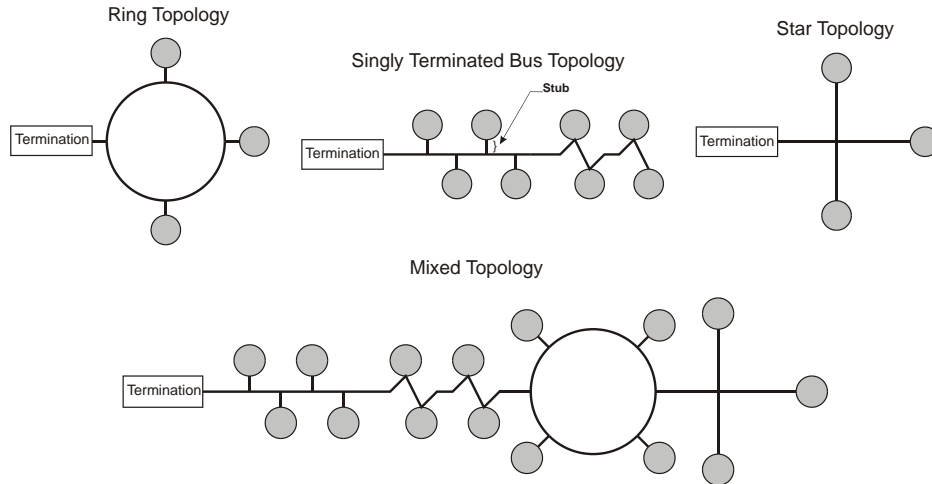 Ring Topology
Termination
Singly Terminated Bus Topology
Stub
Termination
}
Star Topology
Termination
Mixed Topology
Termination